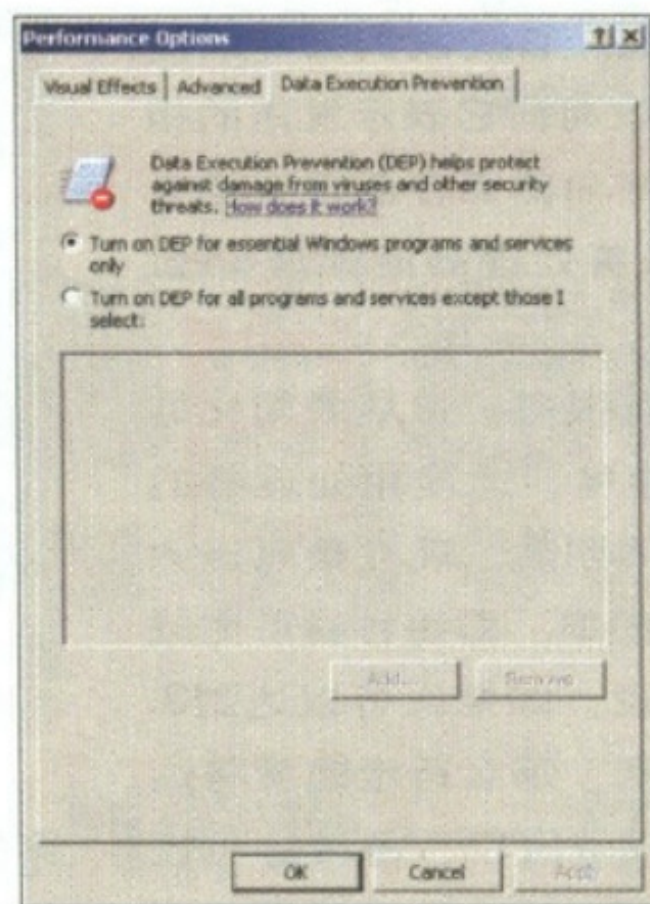 Performance Options
Visual Effects Advanced Data Execution Prevention
Data Execution Prevention (DEP) helps protect
against damage from viruses and other security
threats. How does it work?
Turn on DEP for essential Windows programs and services
only
Turn on DEP for all programs and services except those I
select:
Add... Remove
OK Cancel Apply